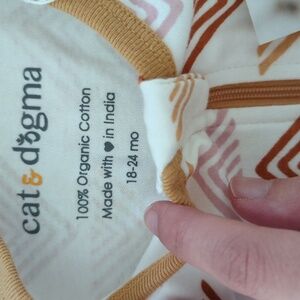 cat & dogma
100% Organic Cotton
Made with ♥ in India
18-24 mo